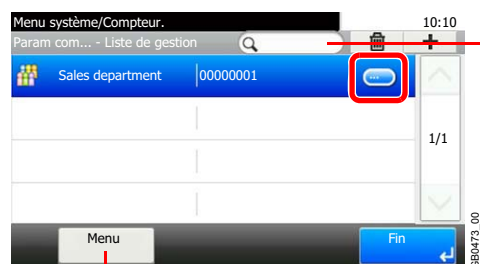 Menu système/Compteur. 10:10
Param com... - Liste de gestion
Sales department 00000001
1/1
Menu Fin
GB0473_00